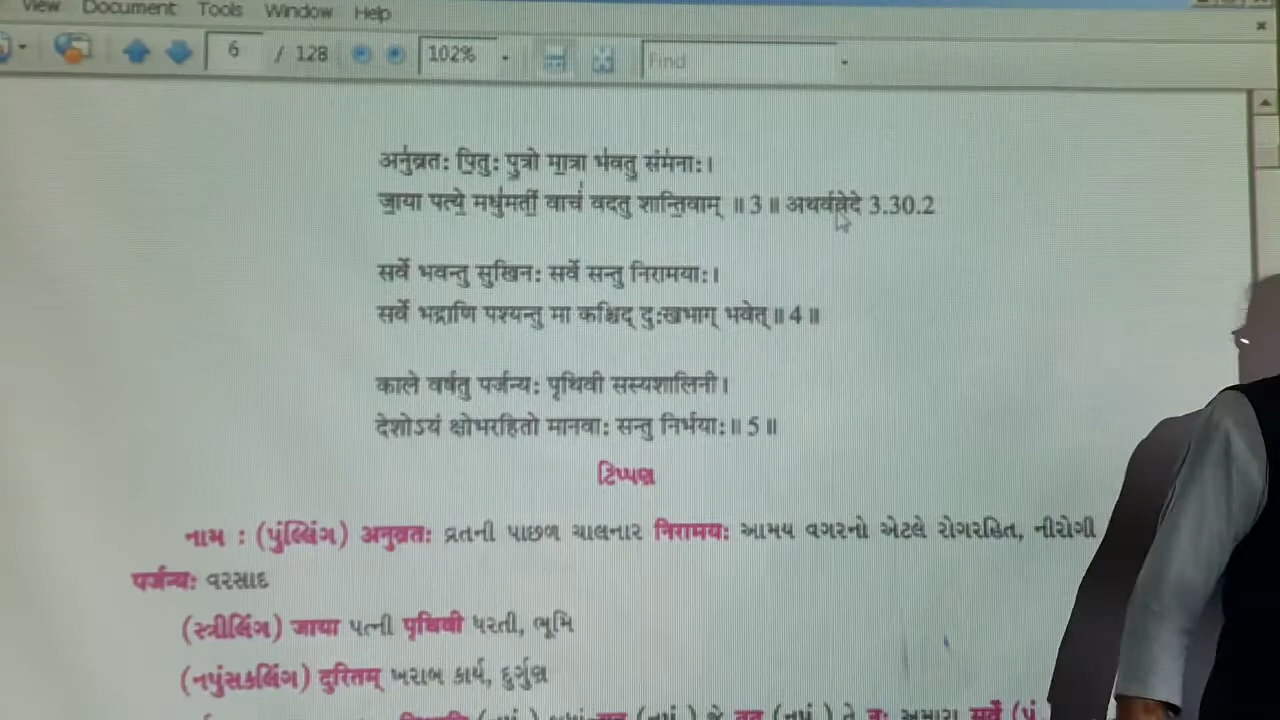 View Document Tools Window Help
6 / 128 102% Find
अनु॑व्रतः पि॒तुः पु॒त्रो मा॒त्रा भ॑वतु॒ संम॑नाः।
जा॒या पत्ये॒ मधु॑मतीं॒ वाचं॑ वदतु शान्ति॒वाम् ॥ 3 ॥ अथर्ववेदे 3.30.2
सर्वे भवन्तु सुखिनः सर्वे सन्तु निरामयाः।
सर्वे भद्राणि पश्यन्तु मा कश्चिद् दुःखभाग् भवेत्॥ 4 ॥
काले वर्षतु पर्जन्यः पृथिवी सस्यशालिनी।
देशोऽयं क्षोभरहितो मानवाः सन्तु निर्भयाः॥ 5 ॥
ટિપ્પણ
નામ : (પુંલ્લિંગ) अनुव्रतः વ્રતની પાછળ ચાલનાર निरामयः આમય વગરનો એટલે રોગરહિત, નીરોગી
पर्जन्यः વરસાદ
(સ્ત્રીલિંગ) जाया પત્ની पृथिवी ધરતી, ભૂમિ
(નપુંસકલિંગ) दुरितम् ખરાબ કાર્ય, દુર્ગુણ